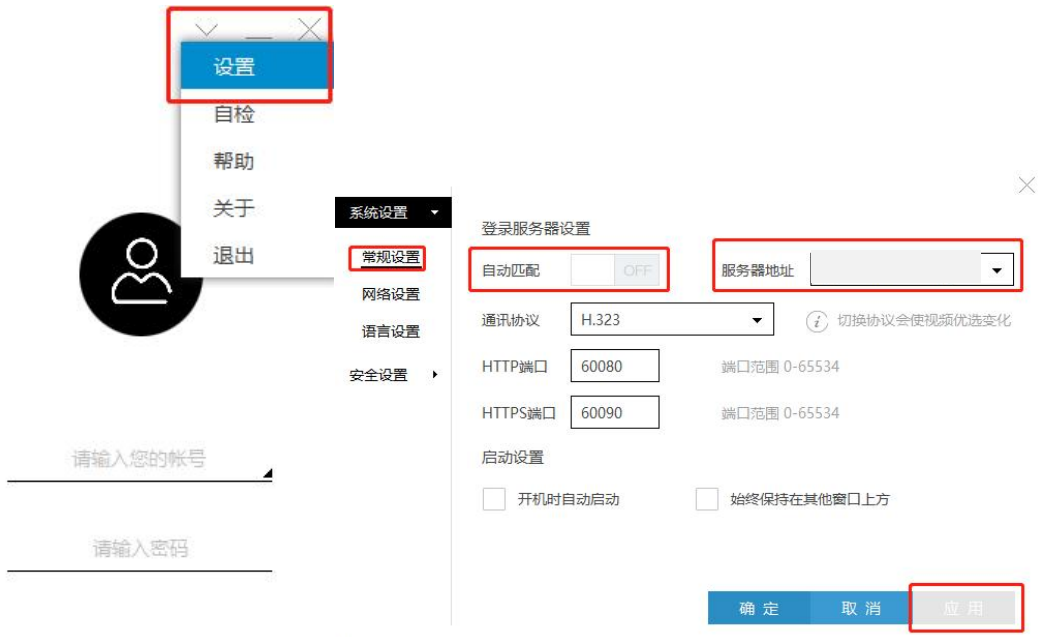 设置
自检
帮助
关于
退出
请输入您的帐号
请输入密码
系统设置
常规设置
网络设置
语言设置
安全设置
登录服务器设置
自动匹配 OFF 服务器地址
通讯协议 H.323 切换协议会使视频优选变化
HTTP端口 60080 端口范围 0-65534
HTTPS端口 60090 端口范围 0-65534
启动设置
开机时自动启动 始终保持在其他窗口上方
确定 取消 应用